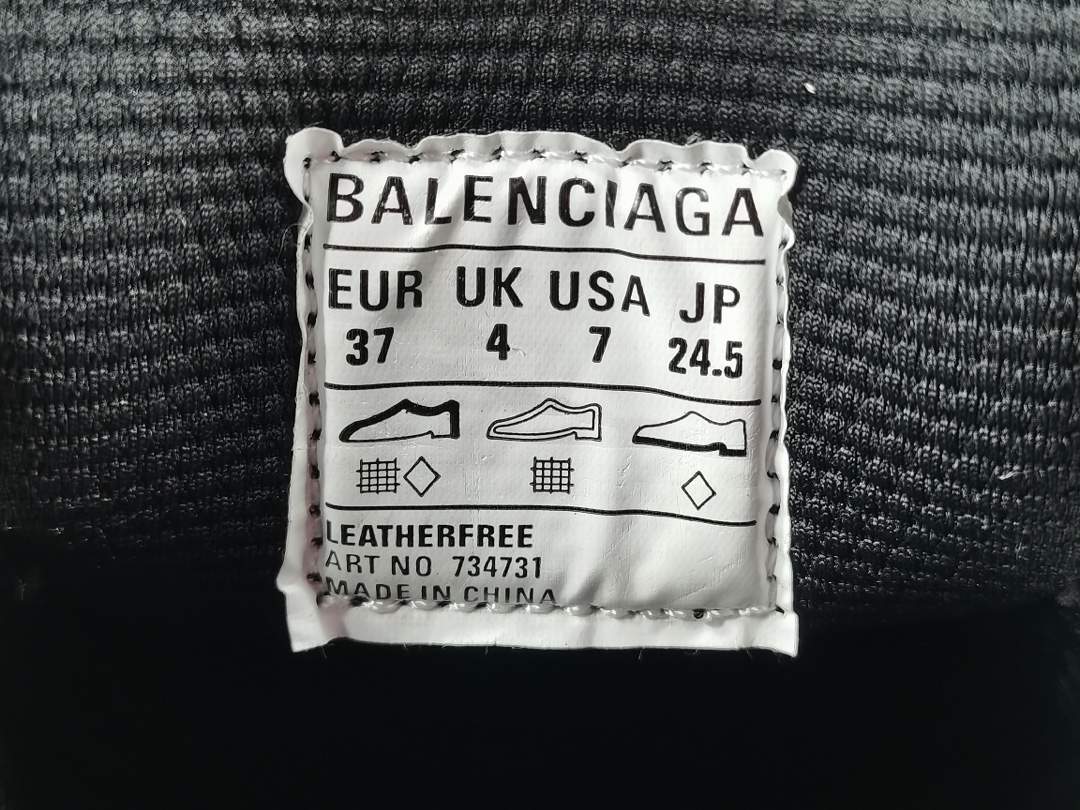 BALENCIAGA
EUR UK USA JP
37 4 7 24.5
LEATHERFREE
ART NO 734731
MADE IN CHINA